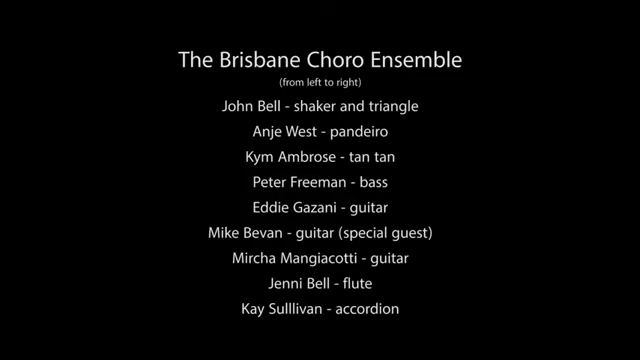 The Brisbane Choro Ensemble
(from left to right)
John Bell - shaker and triangle
Anje West - pandeiro
Kym Ambrose - tan tan
Peter Freeman - bass
Eddie Gazani - guitar
Mike Bevan - guitar (special guest)
Mircha Mangiacotti - guitar
Jenni Bell - flute
Kay Sulllivan - accordion